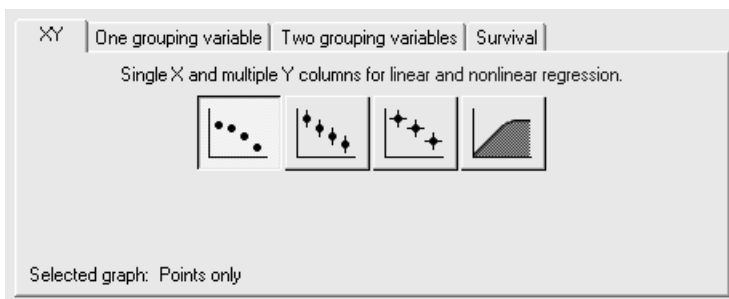 XY One grouping variable Two grouping variables Survival
Single X and multiple Y columns for linear and nonlinear regression.
Selected graph: Points only